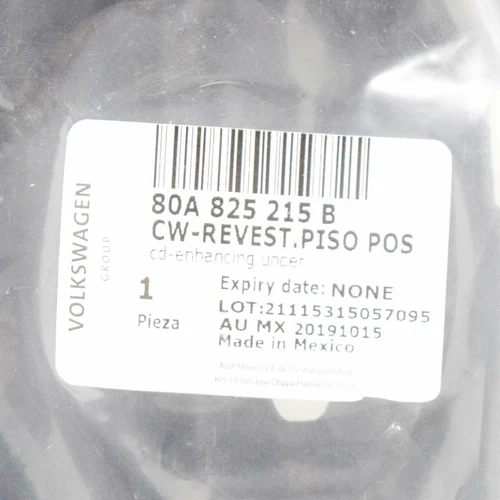 VOLKSWAGEN
GROUP
80A 825 215 B
CW-REVEST.PISO POS
cd-enhancing under
1
Pieza
Expiry date: NONE
LOT:21115315057095
AU MX 20191015
Made in Mexico